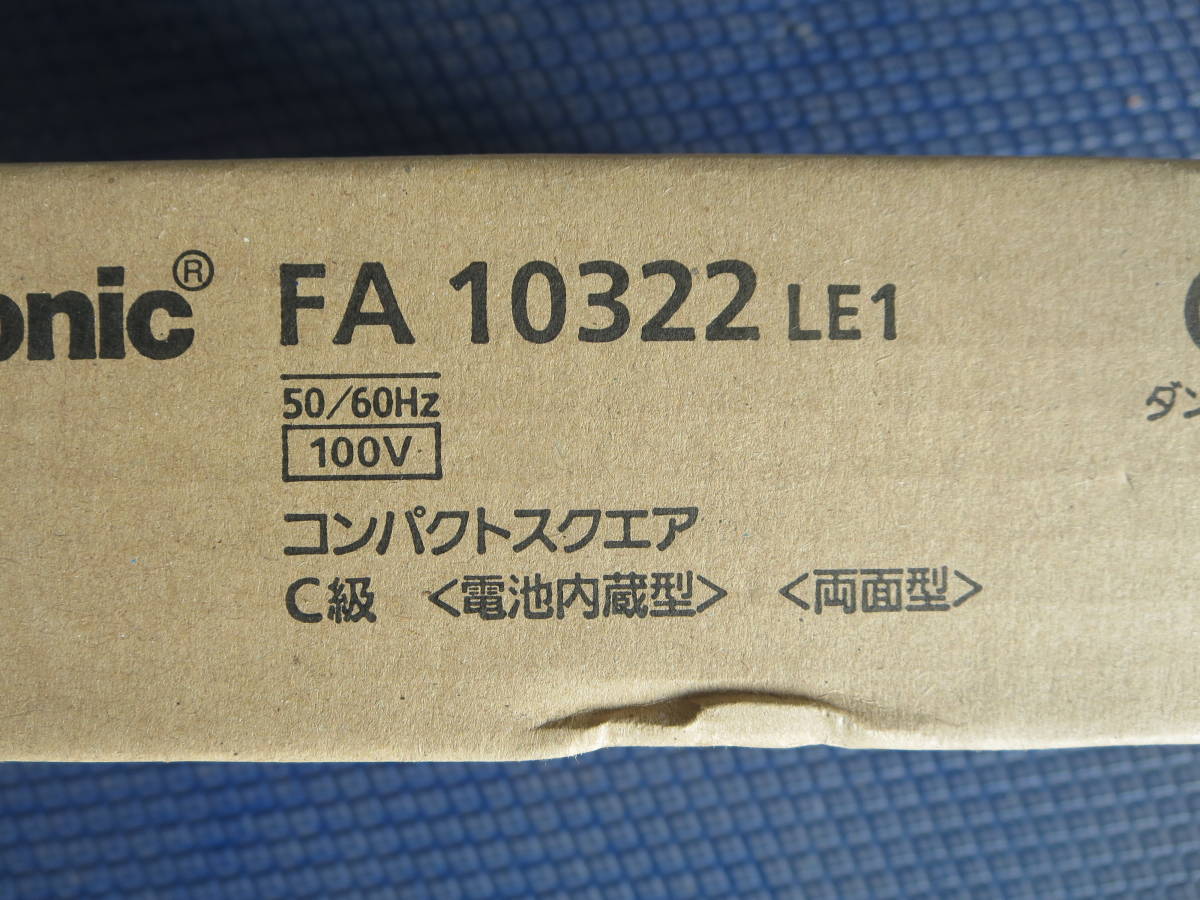 onic® FA 10322 LE1
50/60Hz
100V
コンパクトスクエア
C級 <電池内蔵型> <両面型>
ダン